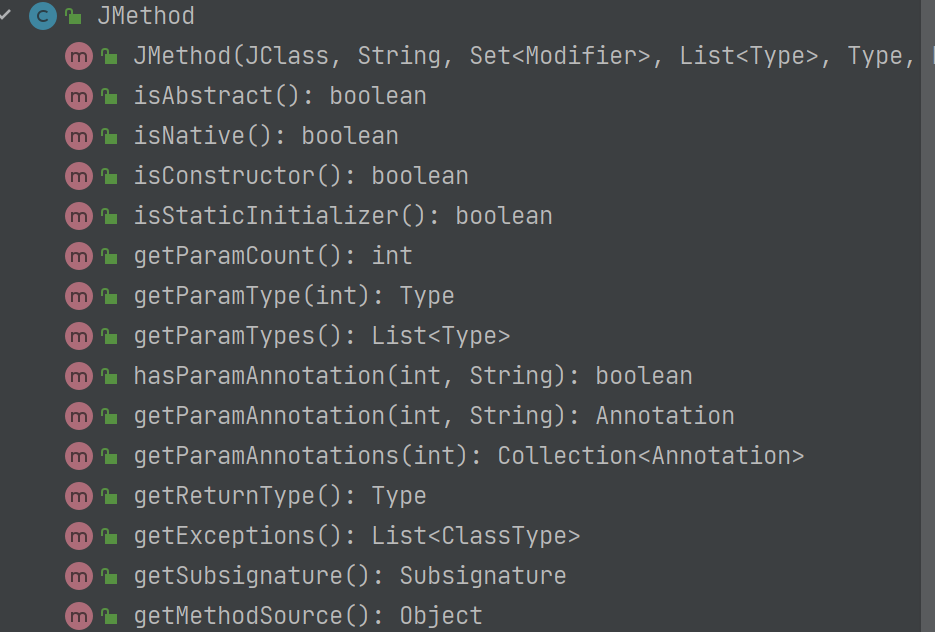 JMethod
JMethod(JClass, String, Set<Modifier>, List<Type>, Type,
isAbstract(): boolean
isNative(): boolean
isConstructor(): boolean
isStaticInitializer(): boolean
getParamCount(): int
getParamType(int): Type
getParamTypes(): List<Type>
hasParamAnnotation(int, String): boolean
getParamAnnotation(int, String): Annotation
getParamAnnotations(int): Collection<Annotation>
getReturnType(): Type
getExceptions(): List<ClassType>
getSubsignature(): Subsignature
getMethodSource(): Object